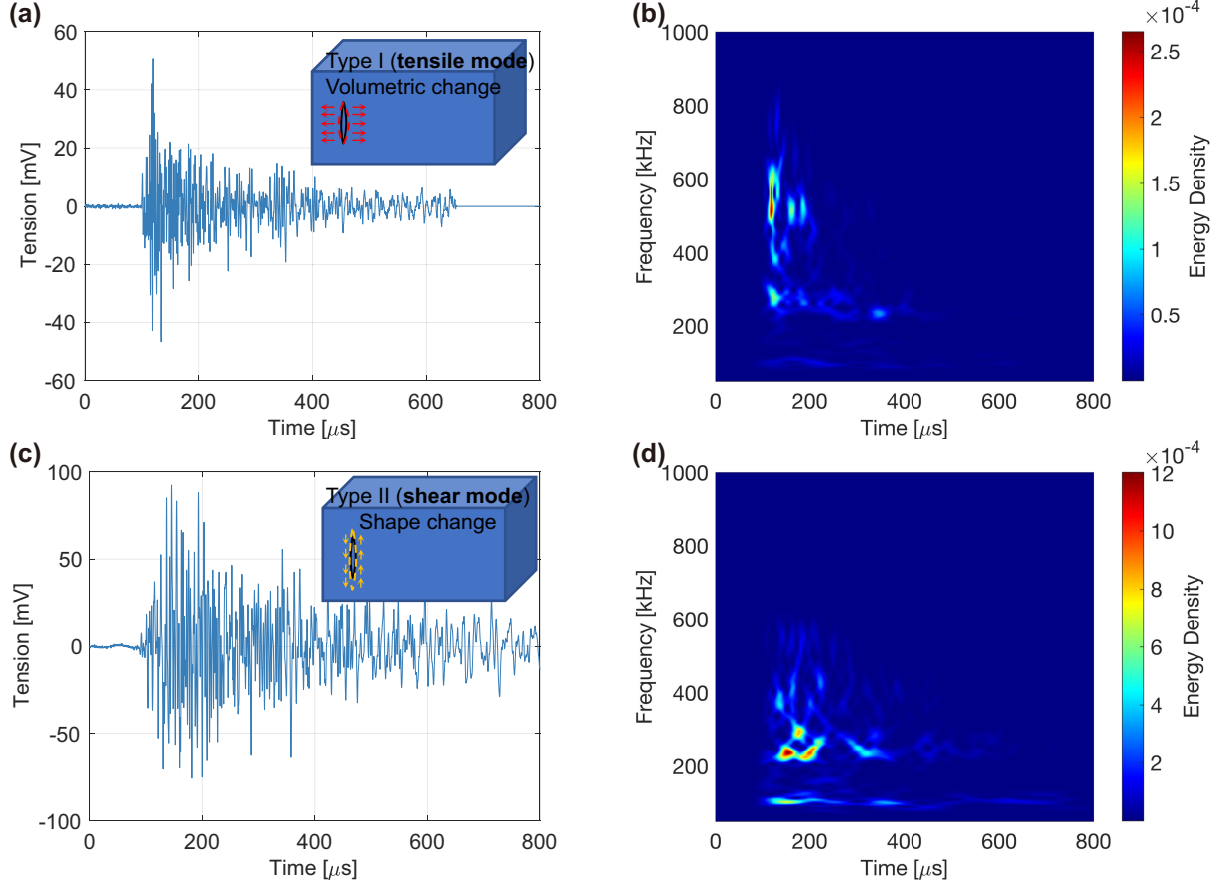 (a)
60
40
20
0
-20
-40
-60
Tension [mV]
0 200 400 600 800
Time [μs]
Type I (tensile mode)
Volumetric change
(b)
1000
800
600
400
200
Frequency [kHz]
0 200 400 600 800
Time [μs]
×10⁻⁴
2.5
2
1.5
1
0.5
Energy Density
(c)
100
50
0
-50
-100
Tension [mV]
0 200 400 600 800
Time [μs]
Type II (shear mode)
Shape change
(d)
1000
800
600
400
200
Frequency [kHz]
0 200 400 600 800
Time [μs]
×10⁻⁴
12
10
8
6
4
2
Energy Density